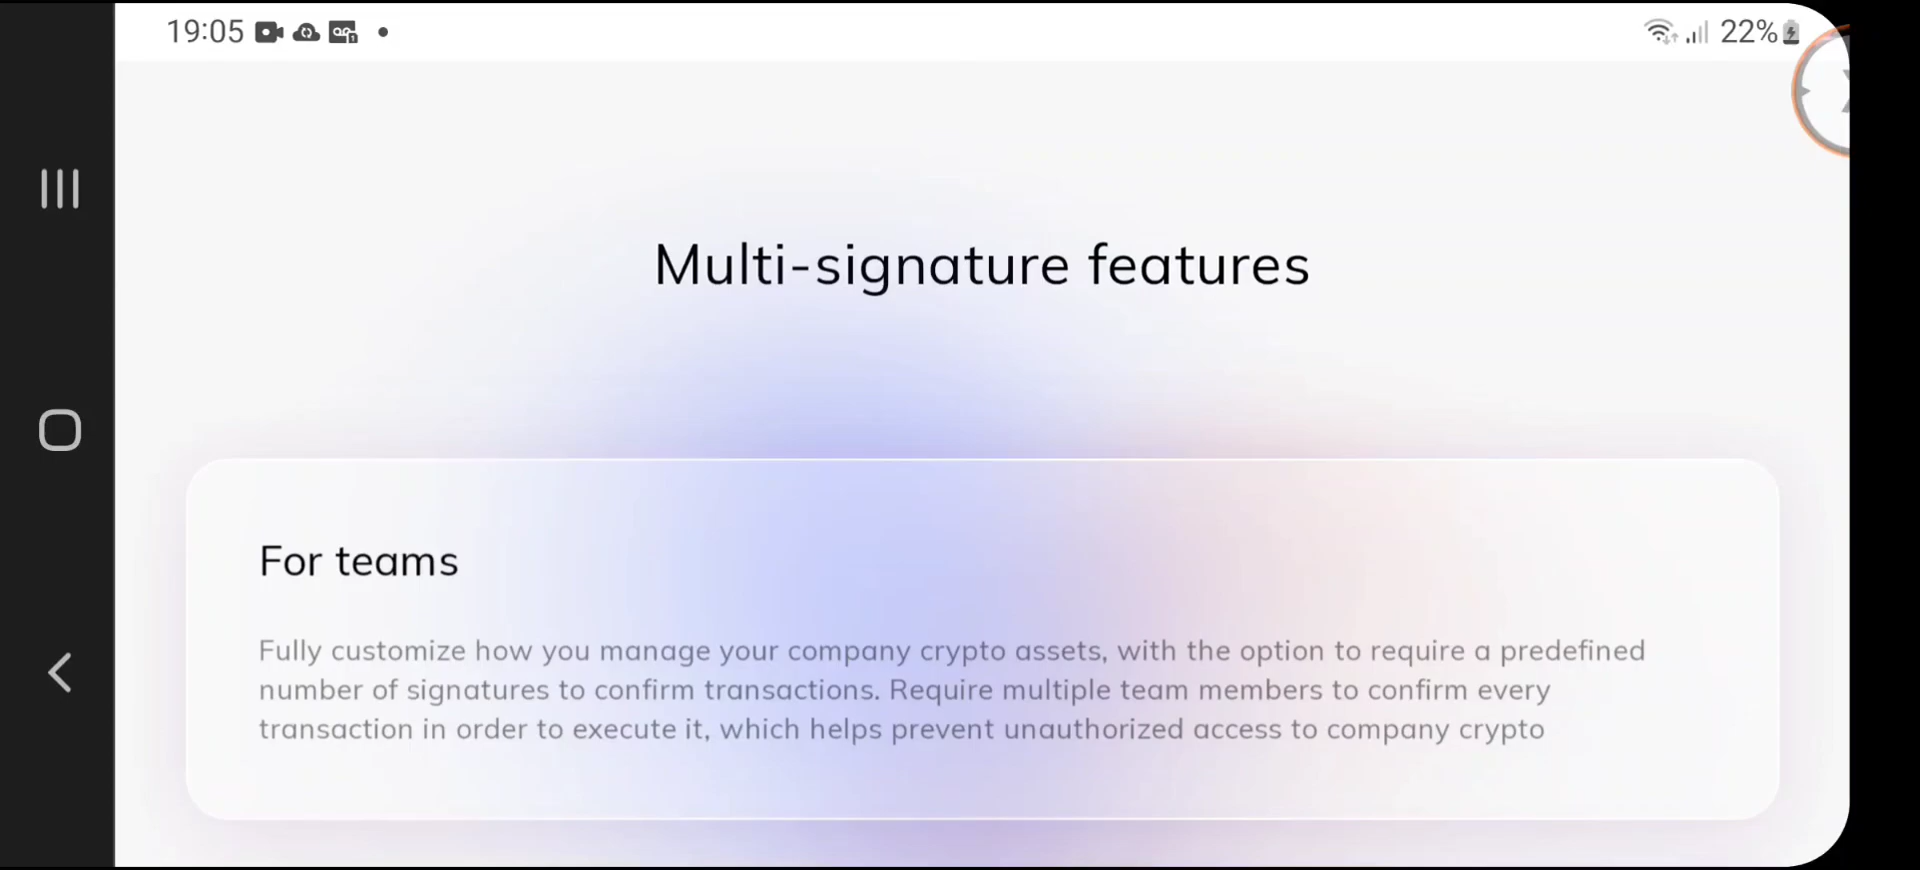 19:05
22%
Multi-signature features
For teams
Fully customize how you manage your company crypto assets, with the option to require a predefined
number of signatures to confirm transactions. Require multiple team members to confirm every
transaction in order to execute it, which helps prevent unauthorized access to company crypto